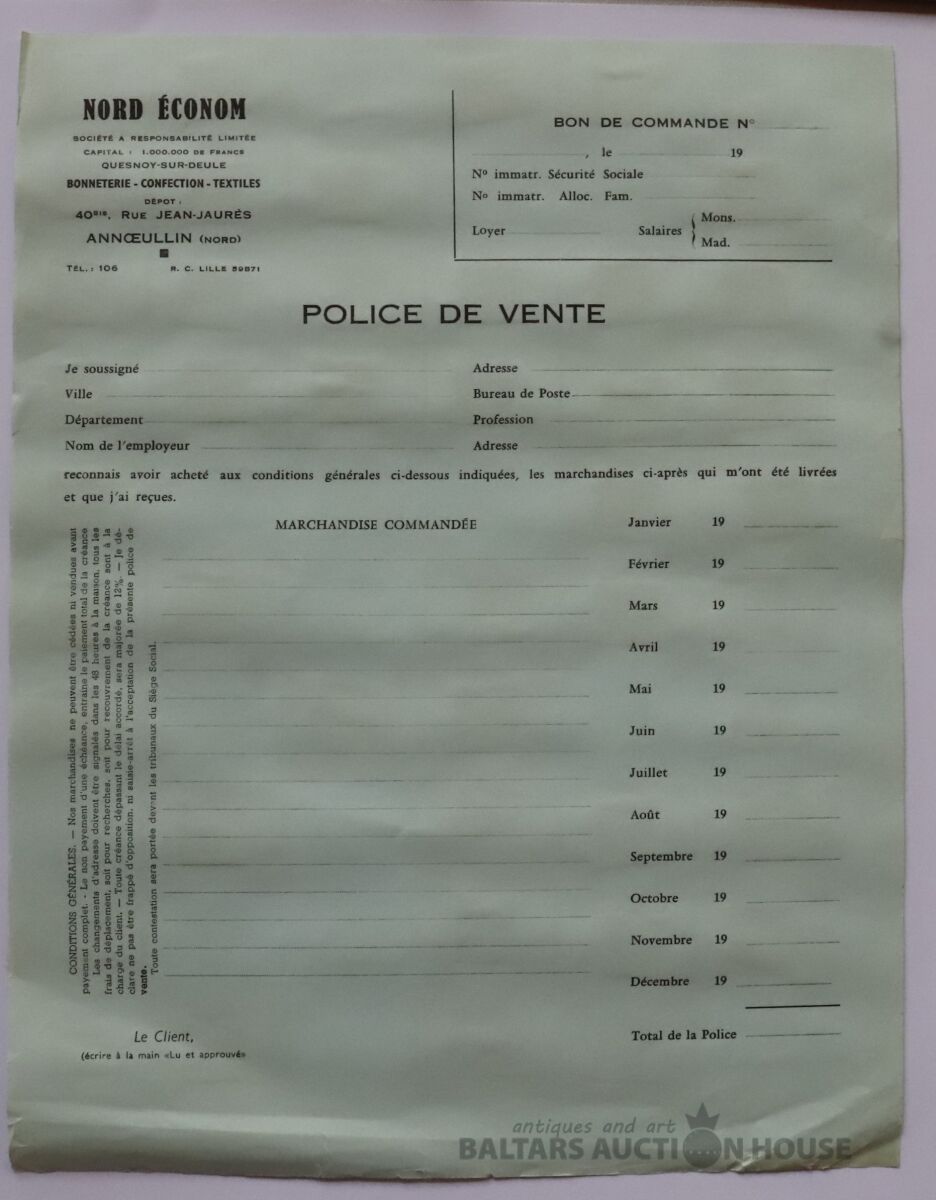 NORD ÉCONOM
SOCIÉTÉ A RESPONSABILITÉ LIMITÉE
CAPITAL : 1.000.000 DE FRANCS
QUESNOY-SUR-DEULE
BONNETERIE - CONFECTION - TEXTILES
DÉPOT :
40BIS, RUE JEAN-JAURÉS
ANNŒULLIN (NORD)
TÉL. : 106 R. C. LILLE 59871
BON DE COMMANDE N°
, le 19
N° immatr. Sécurité Sociale
N° immatr. Alloc. Fam.
Loyer Salaires Mons.
Mad.
POLICE DE VENTE
Je soussigné Adresse
Ville Bureau de Poste
Département Profession
Nom de l'employeur Adresse
reconnais avoir acheté aux conditions générales ci-dessous indiquées, les marchandises ci-après qui m'ont été livrées
et que j'ai reçues.
CONDITIONS GÉNÉRALES. — Nos marchandises ne peuvent être cédées ni vendues avant
payement complet. - Le non payement d'une échéance, entraîne le paiement total de la créance
Les changements d'adresse doivent être signalés dans les 48 heures à la maison, tous les
frais de déplacement, soit pour recherches, soit pour recouvrement de la créance sont à la
charge du client. — Toute créance dépassant le délai accordé, sera majorée de 12%. — Je dé-
clare ne pas être frappé d'opposition, ni saisie-arrêt à l'acceptation de la présente police de
vente.
Toute contestation sera portée devant les tribunaux du Siège Social.
MARCHANDISE COMMANDÉE
Janvier 19
Février 19
Mars 19
Avril 19
Mai 19
Juin 19
Juillet 19
Août 19
Septembre 19
Octobre 19
Novembre 19
Décembre 19
Total de la Police
Le Client,
(écrire à la main «Lu et approuvé»
antiques and art
BALTARS AUCTION HOUSE